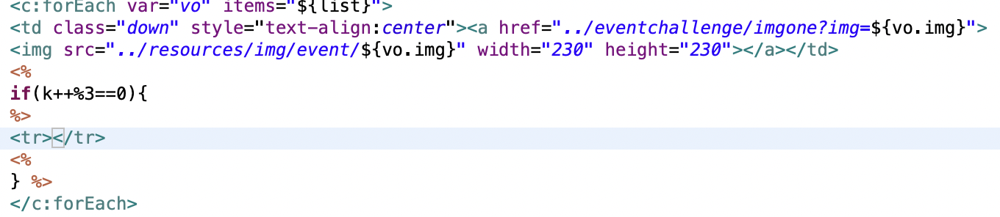 <c:forEach var="vo" items="${list}">
<td class="down" style="text-align:center"><a href="../eventchallenge/imgone?img=${vo.img}">
<img src="../resources/img/event/${vo.img}" width="230" height="230"></a></td>
<%
if(k++%3==0){
%>
<tr></tr>
<%
} %>
</c:forEach>